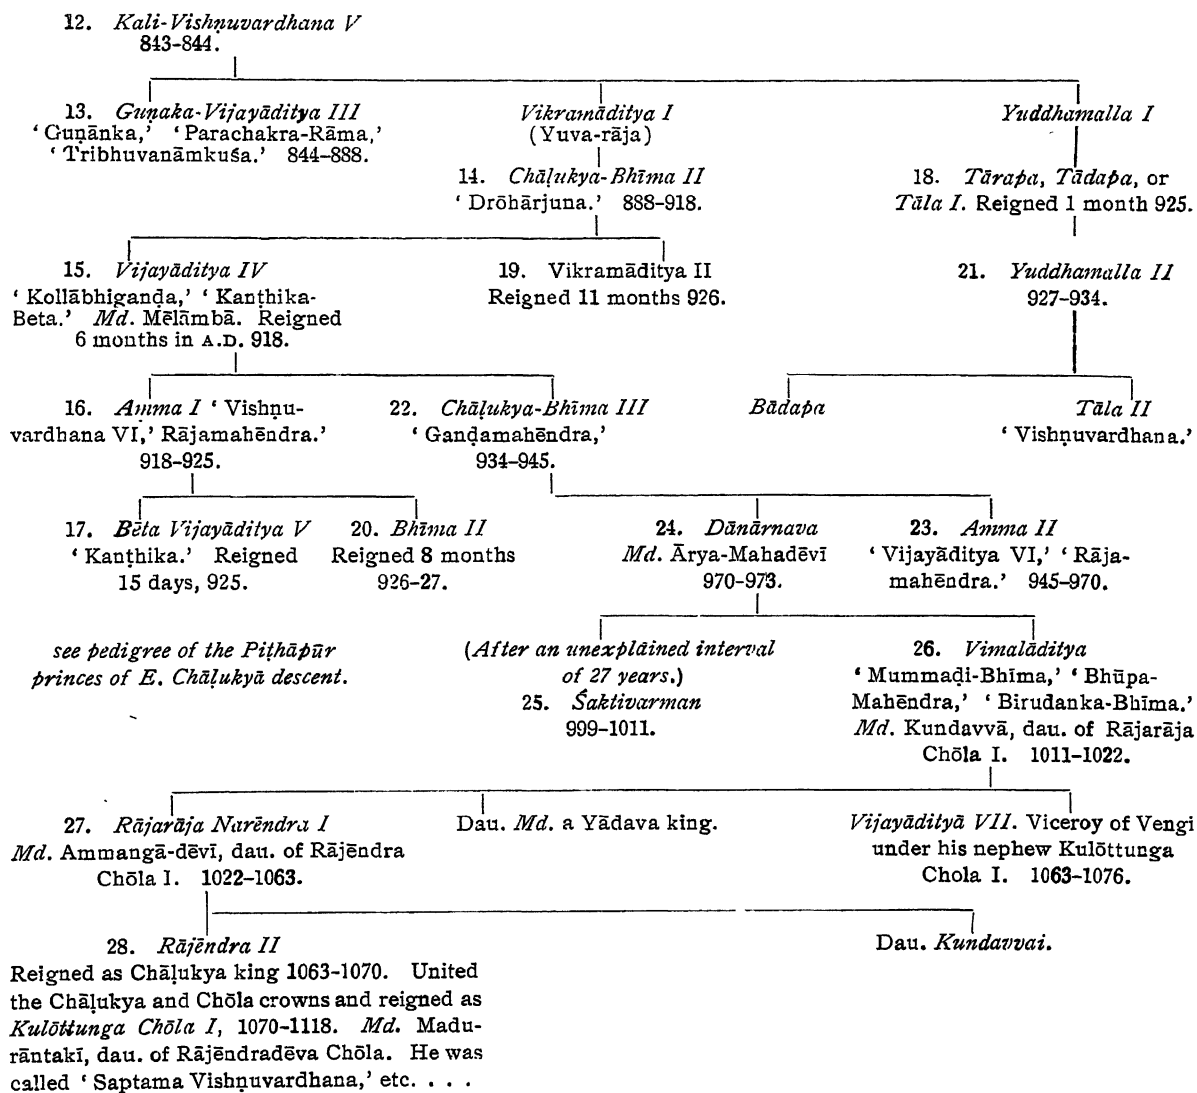 12. Kali-Vishṇuvardhana V
843–844.
13. Guṇaka-Vijayāditya III
‘Guṇānka,’ ‘Parachakra-Rāma,’
‘Tribhuvanāmkuśa.’ 844–888.
Vikramāditya I
(Yuva-rāja)
Yuddhamalla I
14. Chāḷukya-Bhīma II
‘Drōhārjuna.’ 888–918.
18. Tārapa, Tādapa, or
Tāla I. Reigned 1 month 925.
15. Vijayāditya IV
‘Kollābhiganḍa,’ ‘Kanṭhika-
Beta.’ Md. Mēlāmbā. Reigned
6 months in A.D. 918.
19. Vikramāditya II
Reigned 11 months 926.
21. Yuddhamalla II
927–934.
16. Amma I ‘Vishṇu-
vardhana VI,’ Rājamahēndra.’
918–925.
22. Chāḷukya-Bhīma III
‘Ganḍamahēndra,’
934–945.
Bādapa
Tāla II
‘Vishṇuvardhana.’
17. Bēta Vijayāditya V
‘Kanṭhika.’ Reigned
15 days, 925.
20. Bhīma II
Reigned 8 months
926–27.
24. Dānārnava
Md. Ārya-Mahadēvī
970–973.
23. Amma II
‘Vijayāditya VI,’ ‘Rāja-
mahēndra.’ 945–970.
see pedigree of the Piṭhāpūr
princes of E. Chāḷukyā descent.
(After an unexplained interval
of 27 years.)
25. Śaktivarman
999–1011.
26. Vimalāditya
‘Mummaḍi-Bhīma,’ ‘Bhūpa-
Mahēndra,’ ‘Birudanka-Bhīma.’
Md. Kundavvā, dau. of Rājarāja
Chōla I. 1011–1022.
27. Rājarāja Narēndra I
Md. Ammangā-dēvī, dau. of Rājēndra
Chōla I. 1022–1063.
Dau. Md. a Yādava king.
Vijayādityā VII. Viceroy of Vengi
under his nephew Kulōttunga
Chola I. 1063–1076.
28. Rājēndra II
Reigned as Chāḷukya king 1063–1070. United
the Chāḷukya and Chōla crowns and reigned as
Kulōttunga Chōla I, 1070–1118. Md. Madu-
rāntakī, dau. of Rājēndradēva Chōla. He was
called ‘Saptama Vishṇuvardhana,’ etc. . . .
Dau. Kundavvai.